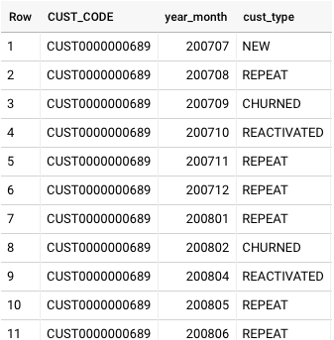 Row CUST_CODE year_month cust_type
1 CUST0000000689 200707 NEW
2 CUST0000000689 200708 REPEAT
3 CUST0000000689 200709 CHURNED
4 CUST0000000689 200710 REACTIVATED
5 CUST0000000689 200711 REPEAT
6 CUST0000000689 200712 REPEAT
7 CUST0000000689 200801 REPEAT
8 CUST0000000689 200802 CHURNED
9 CUST0000000689 200804 REACTIVATED
10 CUST0000000689 200805 REPEAT
11 CUST0000000689 200806 REPEAT